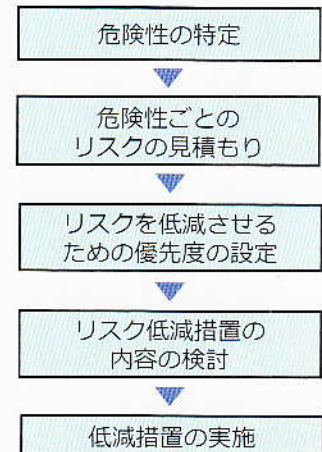 危険性の特定
危険性ごとの
リスクの見積もり
リスクを低減させる
ための優先度の設定
リスク低減措置の
内容の検討
低減措置の実施